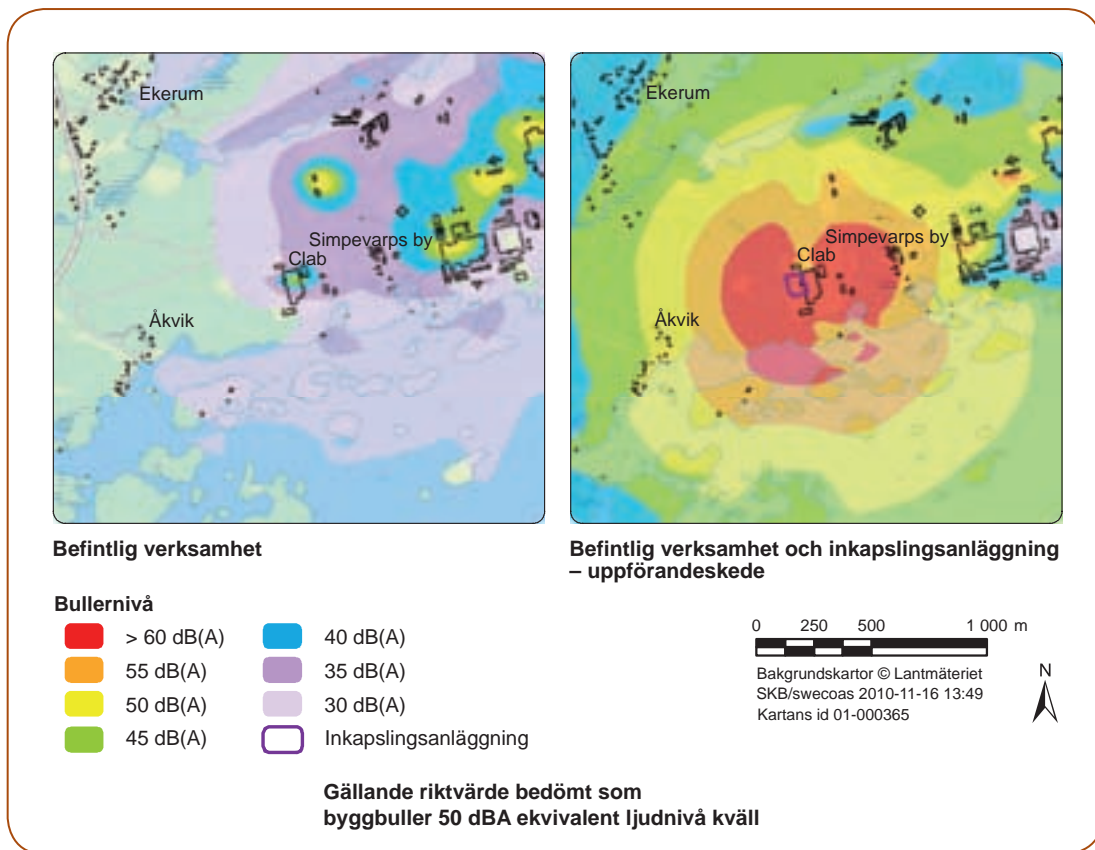 Ekerum
Simpevarps by
Clab
Åkvik
Befintlig verksamhet
Ekerum
Simpevarps by
Clab
Åkvik
Befintlig verksamhet och inkapslingsanläggning
– uppförandeskede
Bullernivå
> 60 dB(A)
55 dB(A)
50 dB(A)
45 dB(A)
40 dB(A)
35 dB(A)
30 dB(A)
Inkapslingsanläggning
0 250 500 1 000 m
Bakgrundskartor © Lantmäteriet
SKB/swecoas 2010-11-16 13:49
Kartans id 01-000365
N
Gällande riktvärde bedömt som
byggbuller 50 dBA ekvivalent ljudnivå kväll